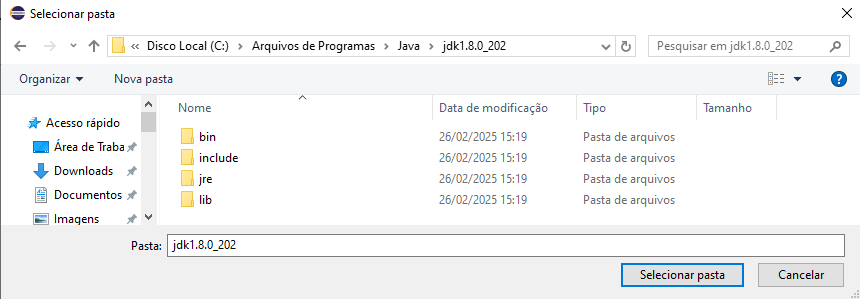 Selecionar pasta
« Disco Local (C:) > Arquivos de Programas > Java > jdk1.8.0_202
Pesquisar em jdk1.8.0_202
Organizar
Nova pasta
Nome
Data de modificação
Tipo
Tamanho
Acesso rápido
Área de Traba
Downloads
Documentos
Imagens
bin 26/02/2025 15:19 Pasta de arquivos
include 26/02/2025 15:19 Pasta de arquivos
jre 26/02/2025 15:19 Pasta de arquivos
lib 26/02/2025 15:19 Pasta de arquivos
Pasta: jdk1.8.0_202
Selecionar pasta
Cancelar